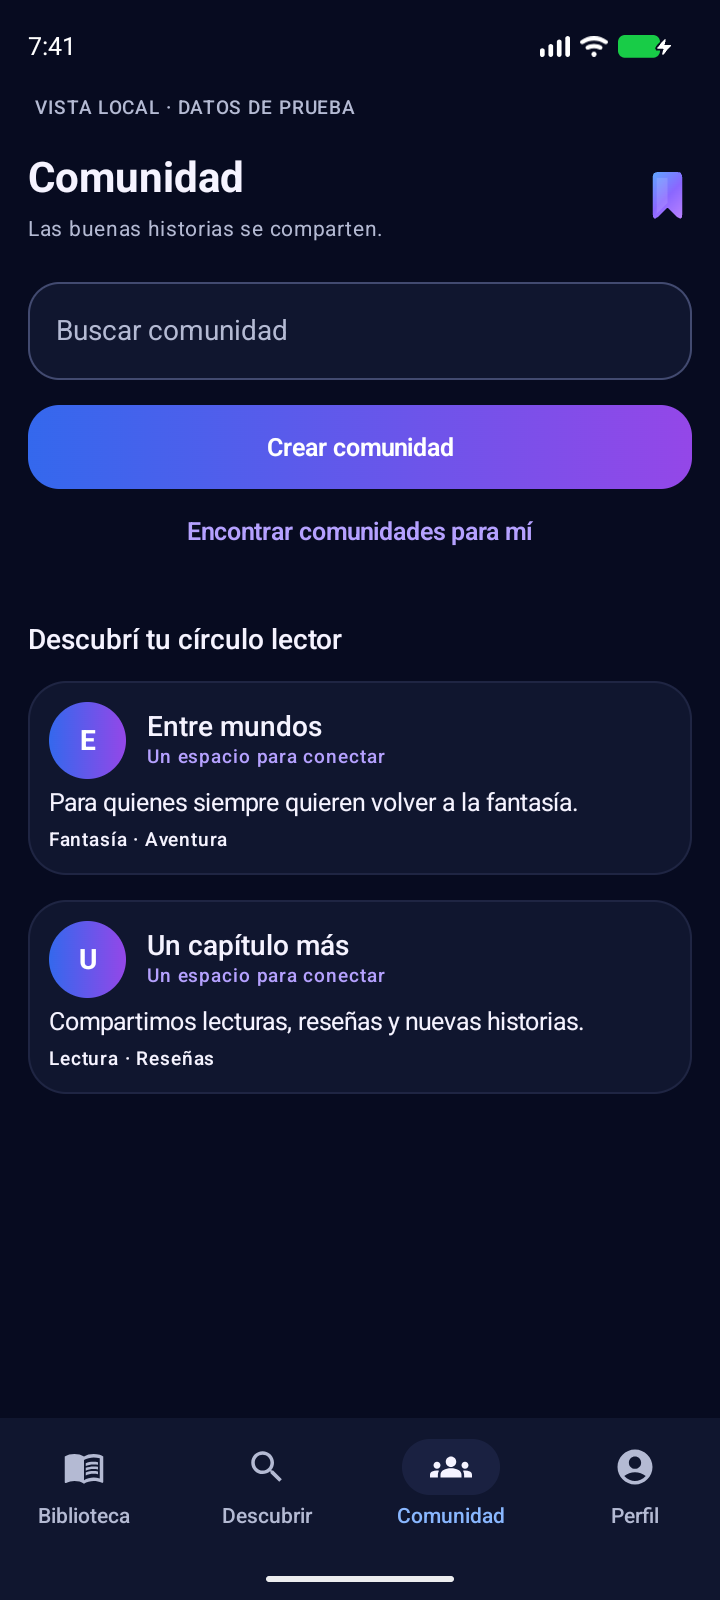 7:41
VISTA LOCAL · DATOS DE PRUEBA
Comunidad
Las buenas historias se comparten.
Buscar comunidad
Crear comunidad
Encontrar comunidades para mí
Descubrí tu círculo lector
E
Entre mundos
Un espacio para conectar
Para quienes siempre quieren volver a la fantasía.
Fantasía · Aventura
U
Un capítulo más
Un espacio para conectar
Compartimos lecturas, reseñas y nuevas historias.
Lectura · Reseñas
Biblioteca
Descubrir
Comunidad
Perfil